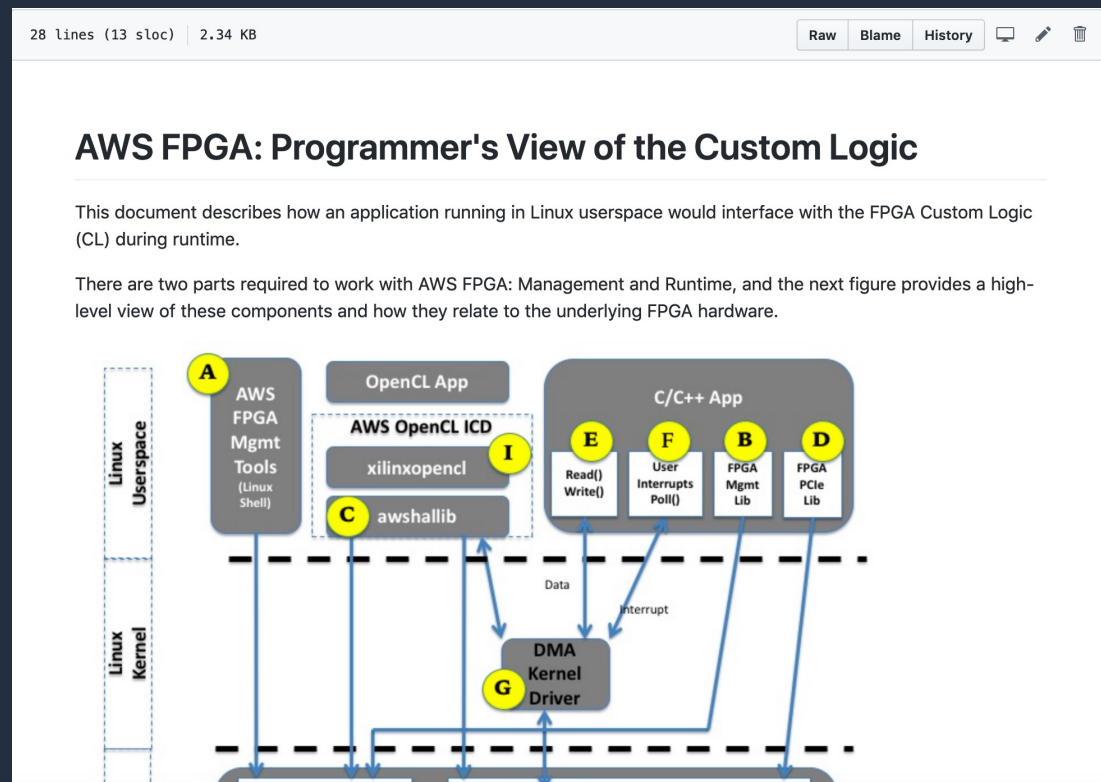 28 lines (13 sloc) 2.34 KB
Raw Blame History
AWS FPGA: Programmer's View of the Custom Logic
This document describes how an application running in Linux userspace would interface with the FPGA Custom Logic
(CL) during runtime.
There are two parts required to work with AWS FPGA: Management and Runtime, and the next figure provides a high-
level view of these components and how they relate to the underlying FPGA hardware.
Linux
Userspace
A
AWS
FPGA
Mgmt
Tools
(Linux
Shell)
OpenCL App
AWS OpenCL ICD
I
xilinxopencl
C
awshallib
C/C++ App
E
Read()
Write()
F
User
Interrupts
Poll()
B
FPGA
Mgmt
Lib
D
FPGA
PCIe
Lib
Linux
Kernel
Data
Interrupt
G
DMA
Kernel
Driver